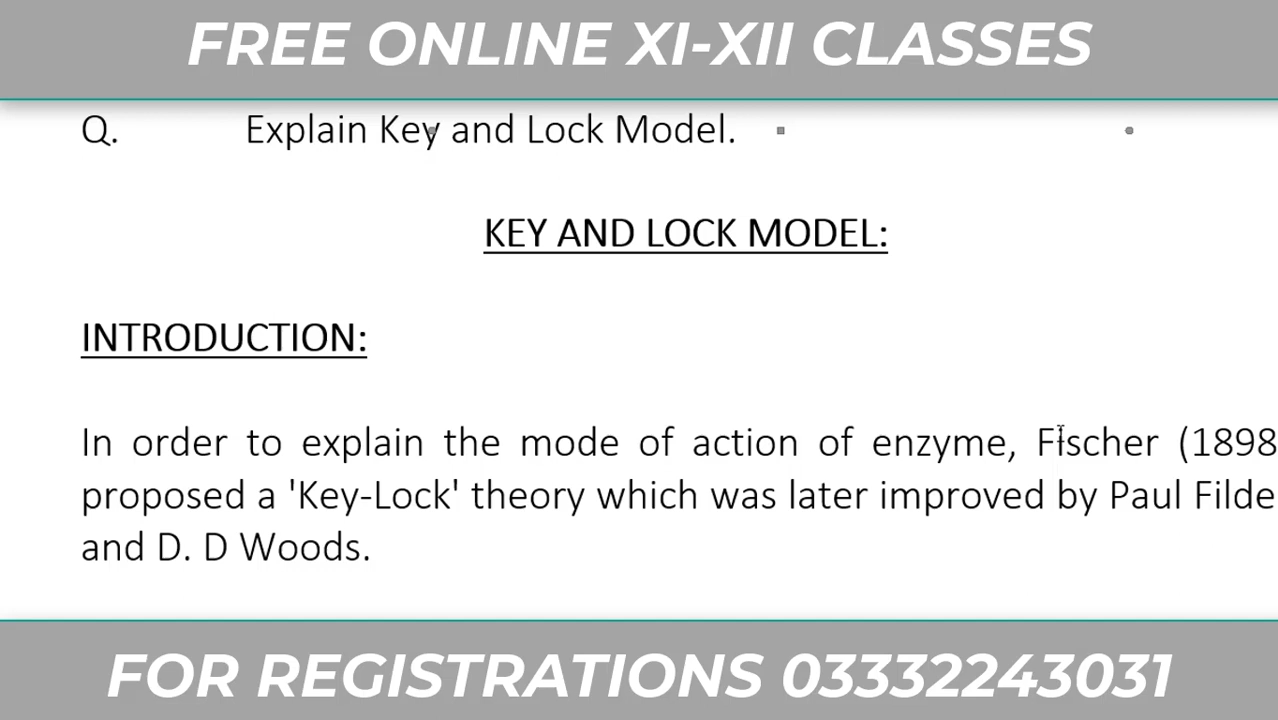 FREE ONLINE XI-XII CLASSES
Q. Explain Key and Lock Model.
KEY AND LOCK MODEL:
INTRODUCTION:
In order to explain the mode of action of enzyme, Fischer (1898
proposed a 'Key-Lock' theory which was later improved by Paul Filde
and D. D Woods.
FOR REGISTRATIONS 03332243031